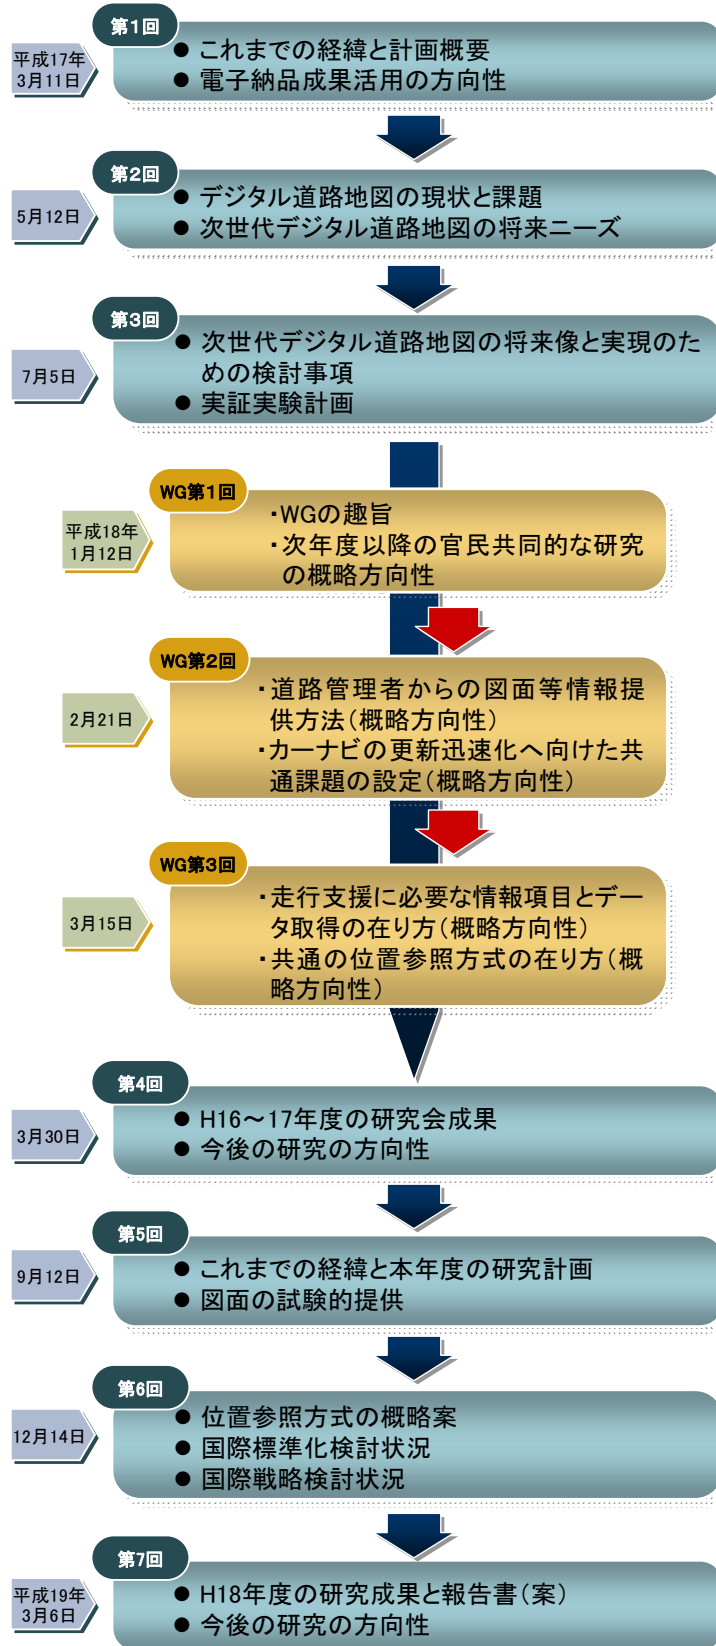 第1回
平成17年
3月11日
● これまでの経緯と計画概要
● 電子納品成果活用の方向性
第2回
5月12日
● デジタル道路地図の現状と課題
● 次世代デジタル道路地図の将来ニーズ
第3回
7月5日
● 次世代デジタル道路地図の将来像と実現のた
めの検討事項
● 実証実験計画
WG第1回
平成18年
1月12日
・WGの趣旨
・次年度以降の官民共同的な研究
の概略方向性
WG第2回
2月21日
・道路管理者からの図面等情報提
供方法(概略方向性)
・カーナビの更新迅速化へ向けた共
通課題の設定(概略方向性)
WG第3回
3月15日
・走行支援に必要な情報項目とデー
タ取得の在り方(概略方向性)
・共通の位置参照方式の在り方(概
略方向性)
第4回
3月30日
● H16~17年度の研究会成果
● 今後の研究の方向性
第5回
9月12日
● これまでの経緯と本年度の研究計画
● 図面の試験的提供
第6回
12月14日
● 位置参照方式の概略案
● 国際標準化検討状況
● 国際戦略検討状況
第7回
平成19年
3月6日
● H18年度の研究成果と報告書(案)
● 今後の研究の方向性